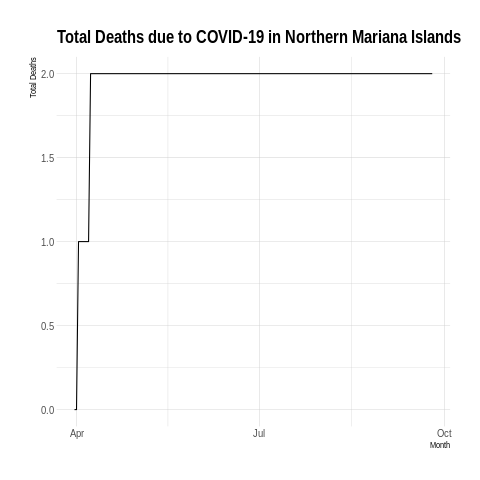 Total Deaths due to COVID-19 in Northern Mariana Islands
Total Deaths
2.0
1.5
1.0
0.5
0.0
Apr
Jul
Oct
Month